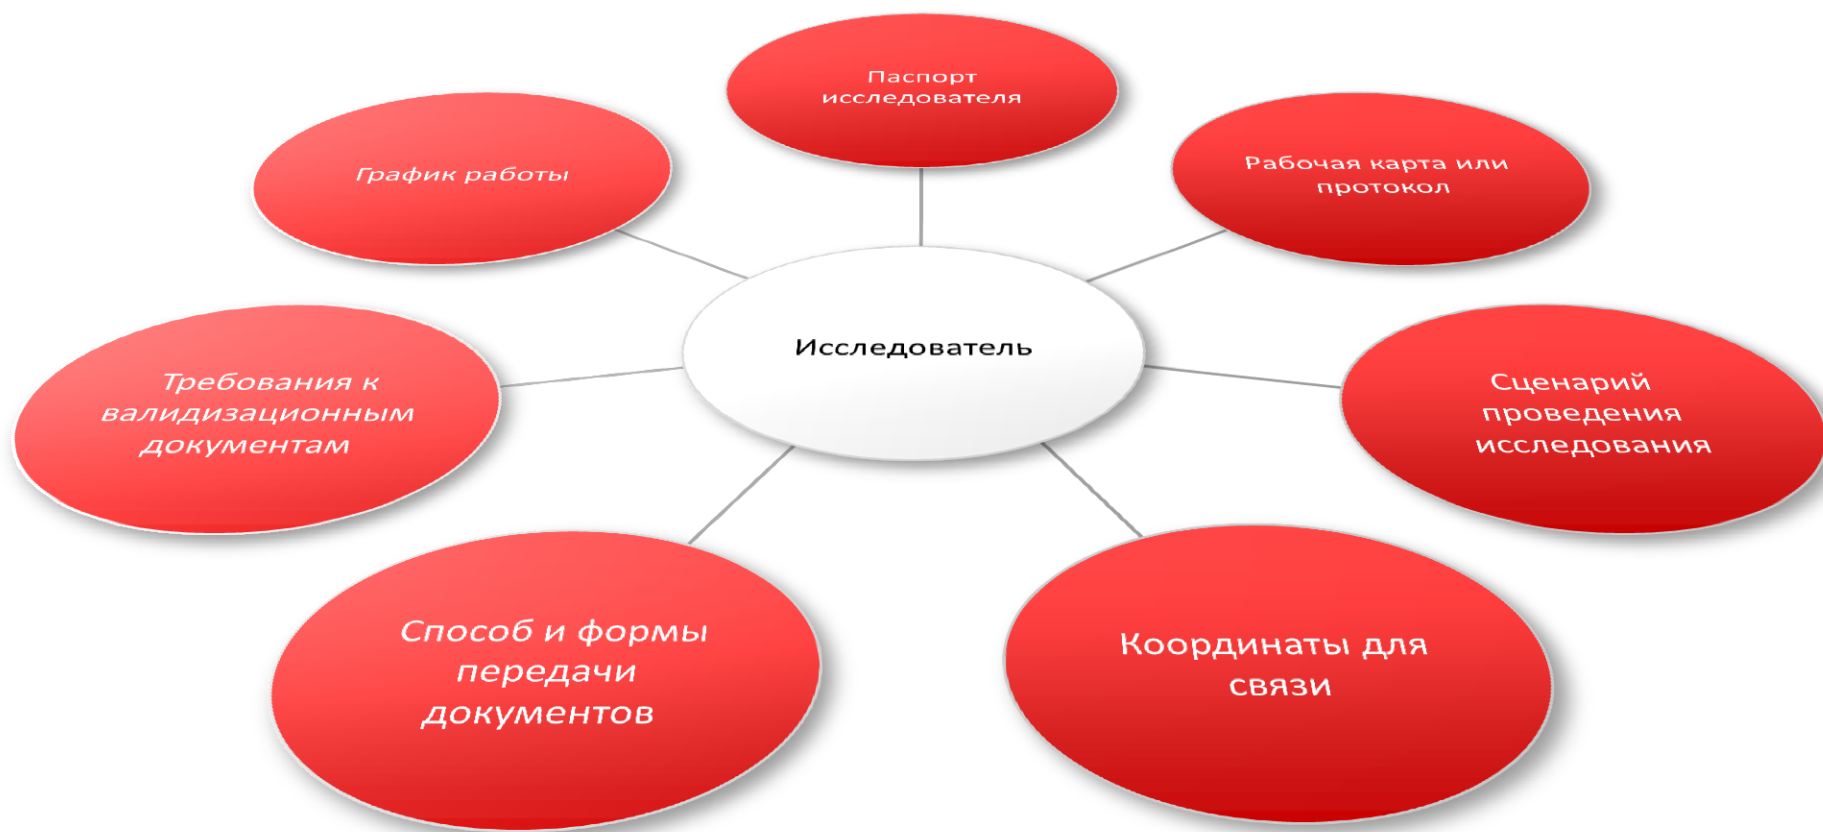 Паспорт
исследователя
График работы
Рабочая карта или
протокол
Исследователь
Требования к
валидизационным
документам
Сценарий
проведения
исследования
Способ и формы
передачи
документов
Координаты для
связи